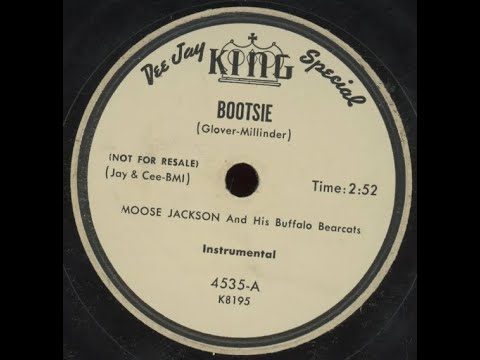 Dee Jay KING Special
BOOTSIE
(Glover-Millinder)
(NOT FOR RESALE)
(Jay & Cee-BMI)
Time: 2:52
MOOSE JACKSON And His Buffalo Bearcats
Instrumental
4535-A
K8195